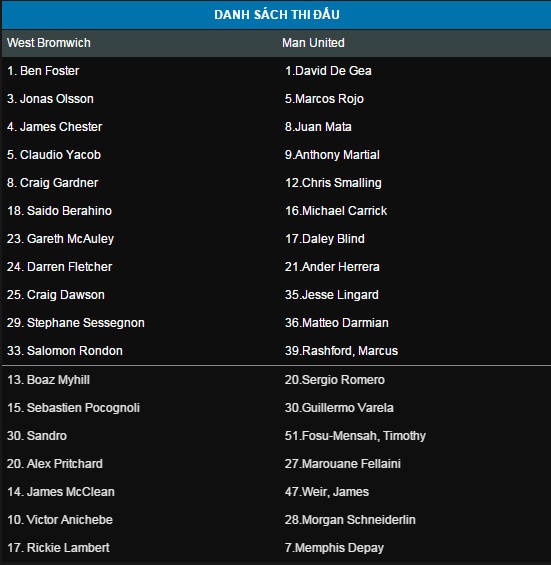 DANH SÁCH THI ĐẤU
West Bromwich Man United
1. Ben Foster 1.David De Gea
3. Jonas Olsson 5.Marcos Rojo
4. James Chester 8.Juan Mata
5. Claudio Yacob 9.Anthony Martial
8. Craig Gardner 12.Chris Smalling
18. Saido Berahino 16.Michael Carrick
23. Gareth McAuley 17.Daley Blind
24. Darren Fletcher 21.Ander Herrera
25. Craig Dawson 35.Jesse Lingard
29. Stephane Sessegnon 36.Matteo Darmian
33. Salomon Rondon 39.Rashford, Marcus
13. Boaz Myhill 20.Sergio Romero
15. Sebastien Pocognoli 30.Guillermo Varela
30. Sandro 51.Fosu-Mensah, Timothy
20. Alex Pritchard 27.Marouane Fellaini
14. James McClean 47.Weir, James
10. Victor Anichebe 28.Morgan Schneiderlin
17. Rickie Lambert 7.Memphis Depay